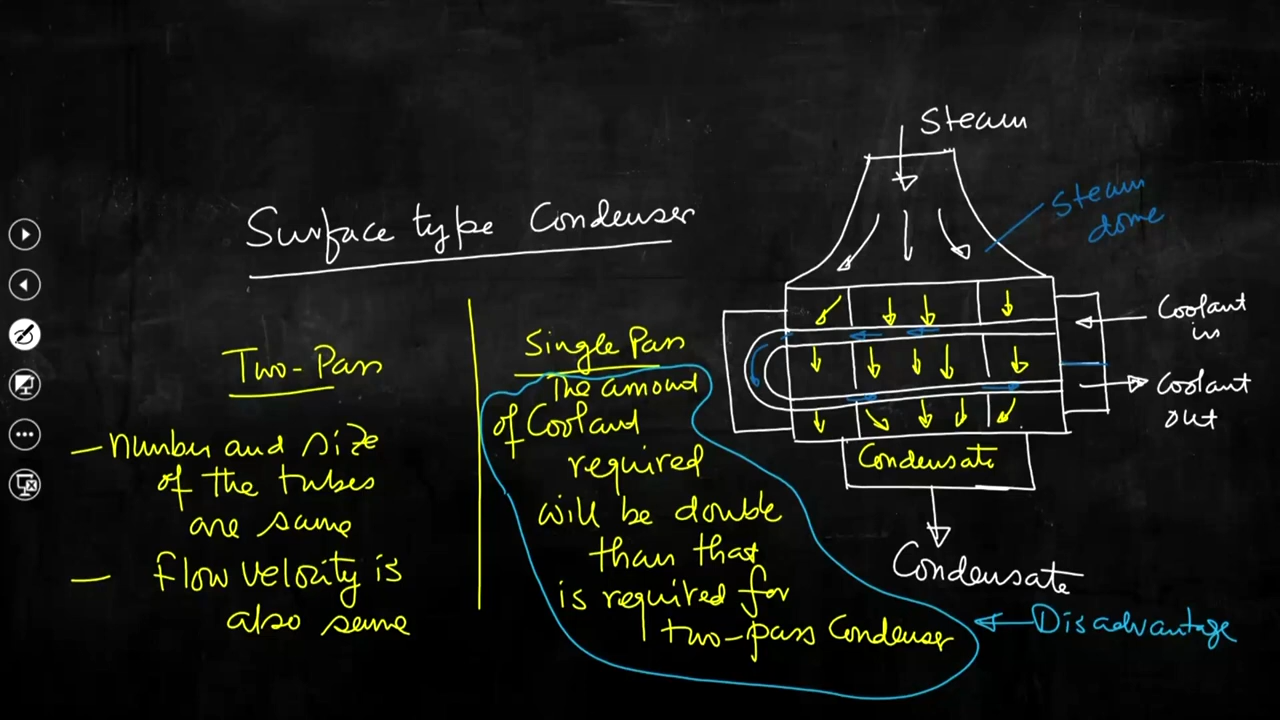 Surface type Condenser
Two-Pass
- Number and size
of the tubes
are same
- Flow velocity is
also same
Single Pass
The amount
of Coolant
required
will be double
than that
is required for
two-pass Condenser
Disadvantage
Steam
Steam
dome
Coolant
in
Coolant
out
Condensate
Condensate